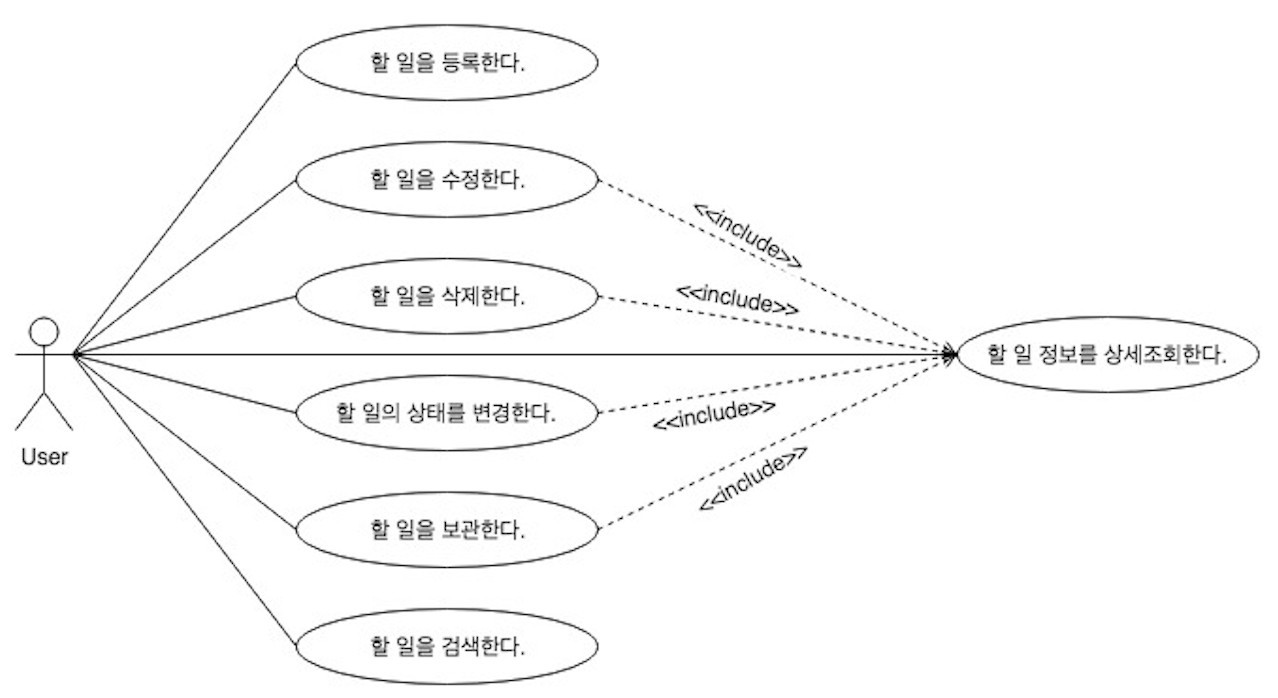 할 일을 등록한다.
할 일을 수정한다.
<<include>>
할 일을 삭제한다.
<<include>>
할 일 정보를 상세조회한다.
할 일의 상태를 변경한다.
<<include>>
User
<<include>>
할 일을 보관한다.
할 일을 검색한다.